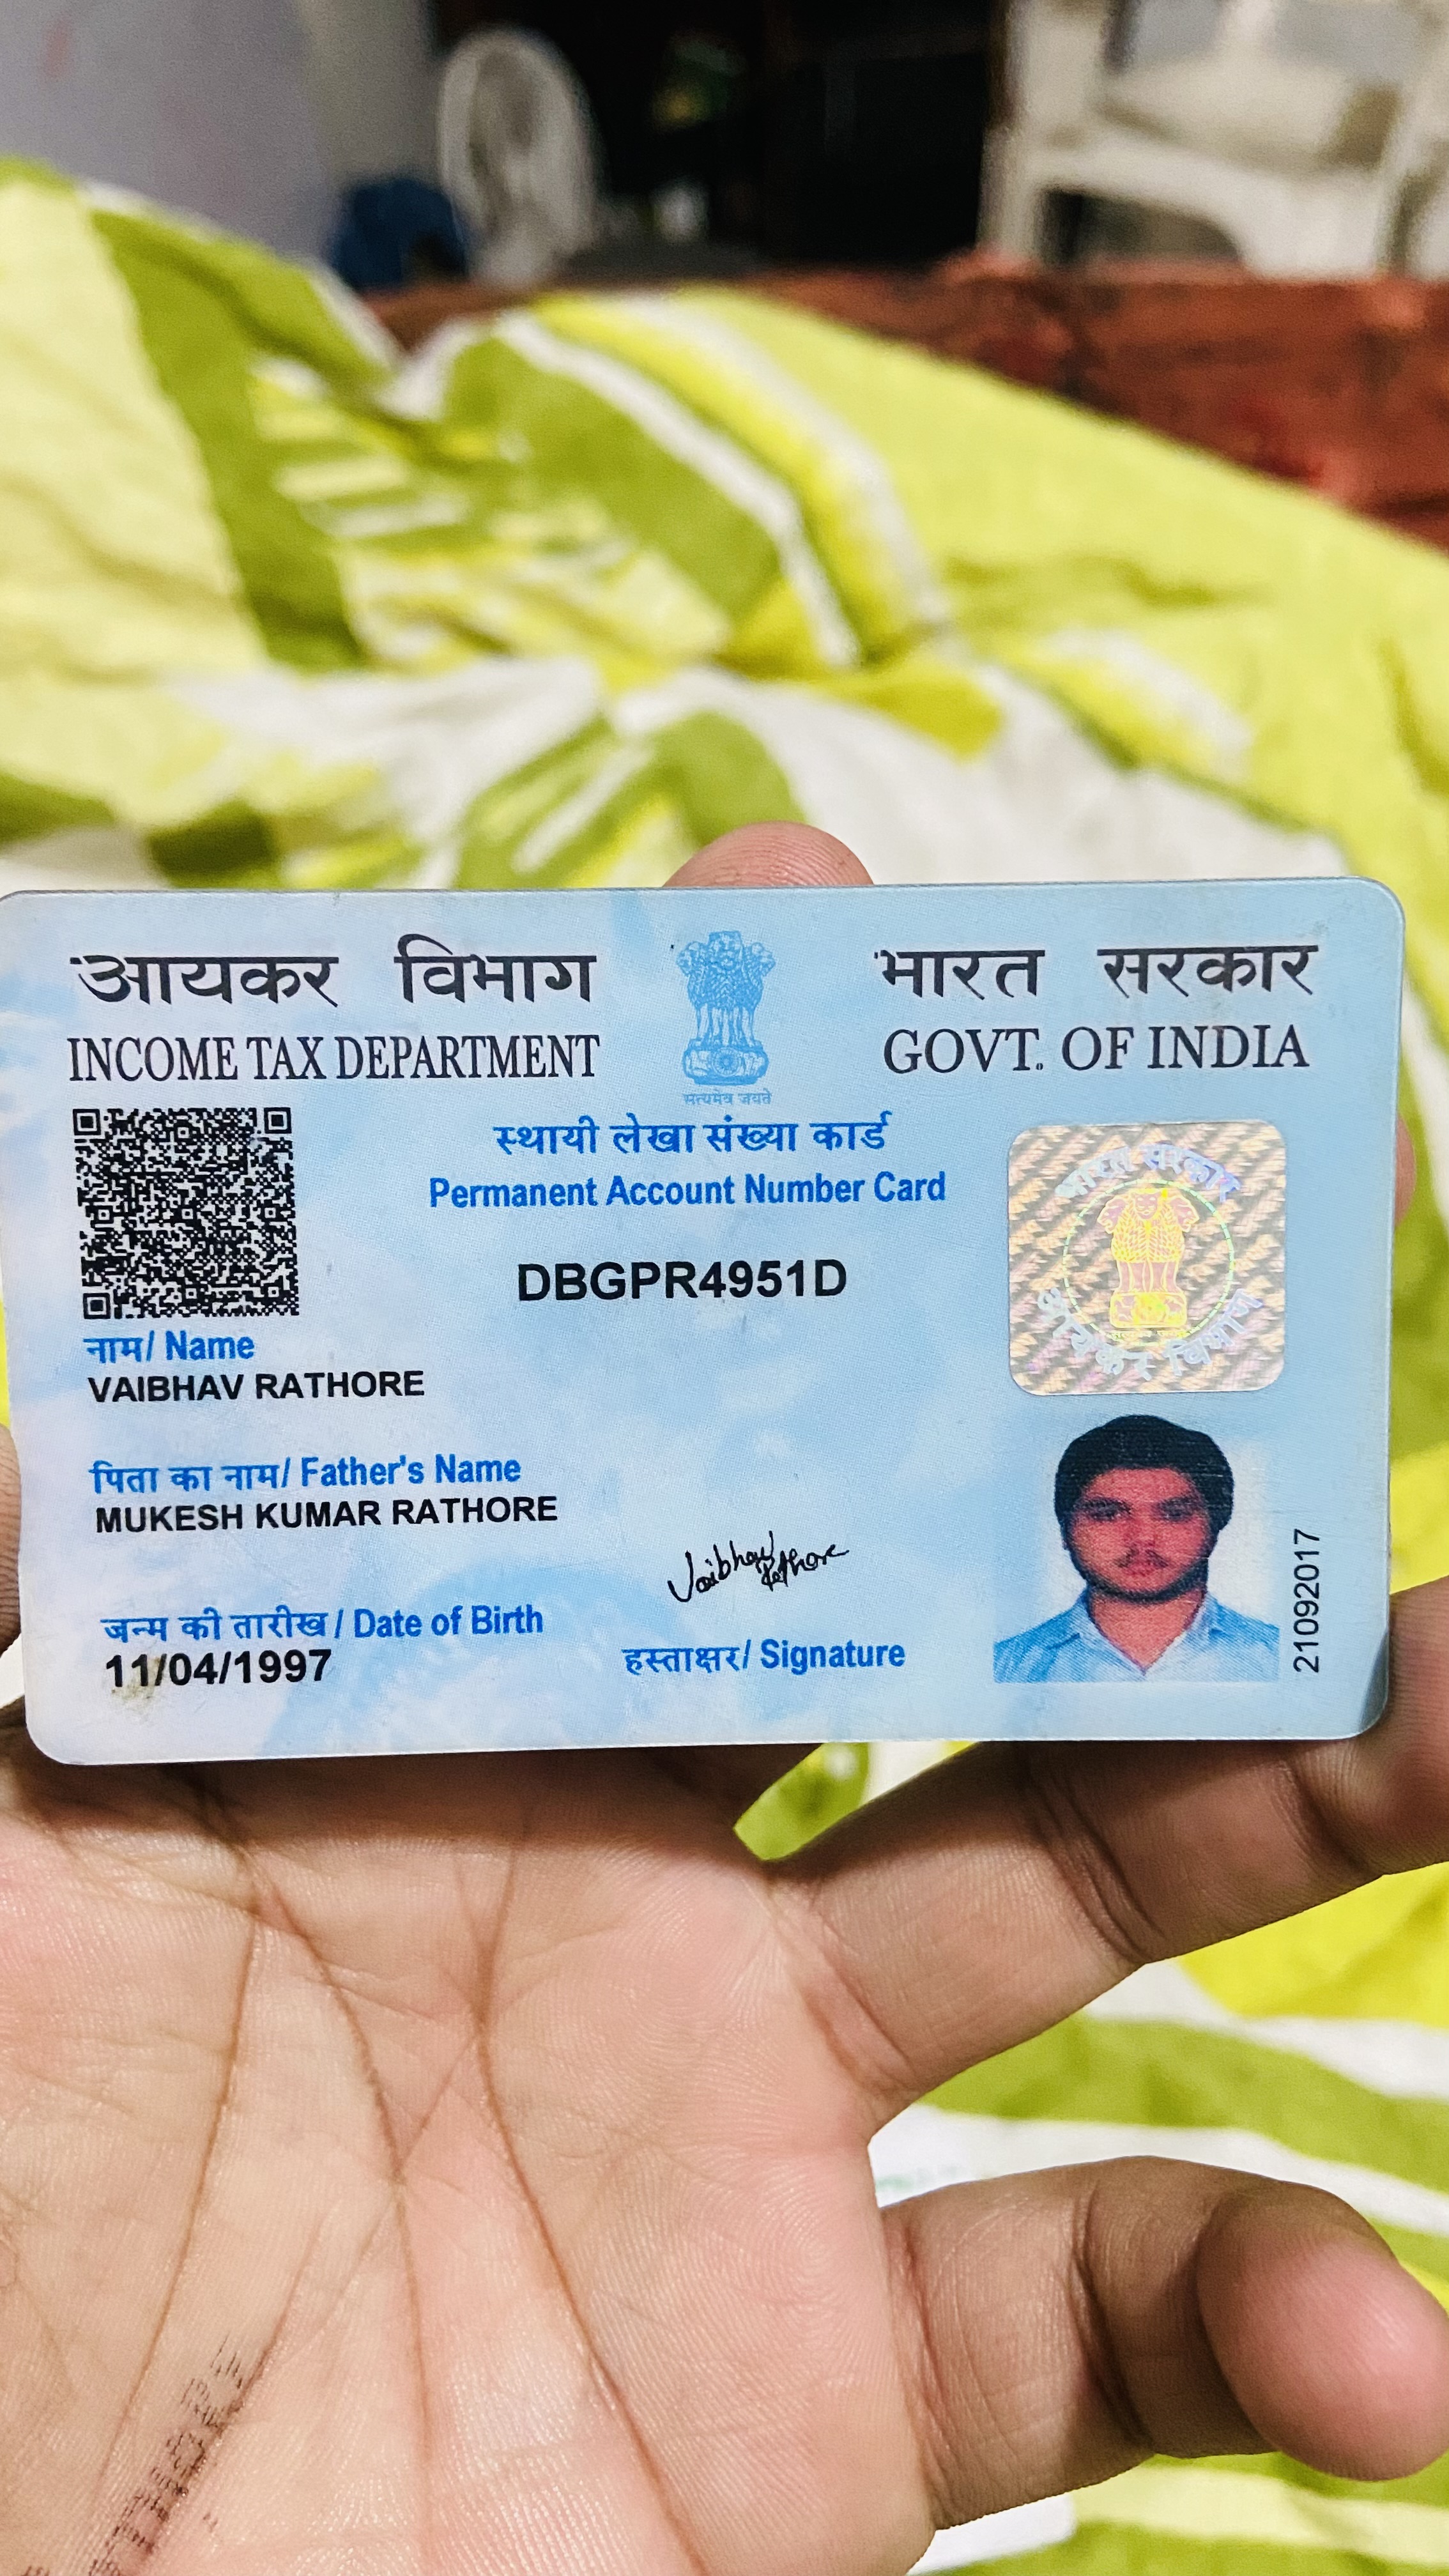 आयकर विभाग
INCOME TAX DEPARTMENT
सत्यमेव जयते
भारत सरकार
GOVT. OF INDIA
स्थायी लेखा संख्या कार्ड
Permanent Account Number Card
DBGPR4951D
भारत सरकार
आयकर विभाग
नाम/ Name
VAIBHAV RATHORE
पिता का नाम/ Father's Name
MUKESH KUMAR RATHORE
Vaibhav
Rathore
जन्म की तारीख / Date of Birth
11/04/1997
हस्ताक्षर/ Signature
21092017